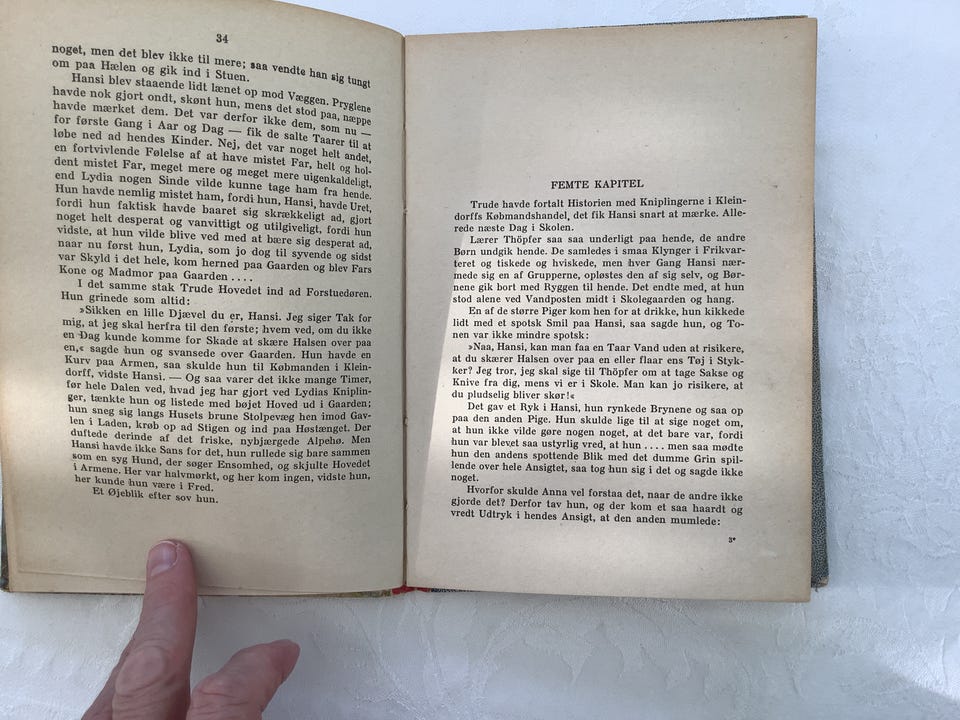 34
noget, men det blev ikke til mere; saa vendte han sig tungt
om paa Hælen og gik ind i Stuen.
Hansi blev staaende lidt lænet op mod Væggen. Pryglene
havde nok gjort ondt, skønt hun, mens det stod paa, næppe
havde mærket dem. Det var derfor ikke dem, som nu —
for første Gang i Aar og Dag — fik de salte Taarer til at
løbe ned ad hendes Kinder. Nej, det var noget helt andet,
en fortvivlende Følelse af at have mistet Far, helt og hol-
dent mistet Far, meget mere og meget mere uigenkaldeligt,
end Lydia nogen Sinde vilde kunne tage ham fra hende.
Hun havde nemlig mistet ham, fordi hun, Hansi, havde Uret,
fordi hun faktisk havde baaret sig skrækkeligt ad, gjort
noget helt desperat og vanvittigt og utilgiveligt, fordi hun
vidste, at hun vilde blive ved med at bære sig desperat ad,
naar nu først hun, Lydia, som jo dog til syvende og sidst
var Skyld i det hele, kom herned paa Gaarden og blev Fars
Kone og Madmor paa Gaarden ....
I det samme stak Trude Hovedet ind ad Forstuedøren.
Hun grinede som altid:
»Sikken en lille Djævel du er, Hansi. Jeg siger Tak for
mig, at jeg skal herfra til den første; hvem ved, om du ikke
en Dag kunde komme for Skade at skære Halsen over paa
en,« sagde hun og svansede over Gaarden. Hun havde en
Kurv paa Armen, saa skulde hun til Købmanden i Klein-
dorff, vidste Hansi. — Og saa varer det ikke mange Timer,
før hele Dalen ved, hvad jeg har gjort ved Lydias Kniplin-
ger, tænkte hun og listede med bøjet Hoved ud i Gaarden;
hun sneg sig langs Husets brune Stolpevæg hen imod Gav-
len i Laden, krøb op ad Stigen og ind paa Høstænget. Der
duftede derinde af det friske, nybjærgede Alpehø. Men
Hansi havde ikke Sans for det, hun rullede sig bare sammen
som en syg Hund, der søger Ensomhed, og skjulte Hovedet
i Armene. Her var halvmørkt, og her kom ingen, vidste hun,
her kunde hun være i Fred.
Et Øjeblik efter sov hun.
FEMTE KAPITEL
Trude havde fortalt Historien med Kniplingerne i Klein-
dorffs Købmandshandel, det fik Hansi snart at mærke. Alle-
rede næste Dag i Skolen.
Lærer Thöpfer saa saa underligt paa hende, de andre
Børn undgik hende. De samledes i smaa Klynger i Frikvar-
teret og tiskede og hviskede, men hver Gang Hansi nær-
mede sig en af Grupperne, opløstes den af sig selv, og Bør-
nene gik bort med Ryggen til hende. Det endte med, at hun
stod alene ved Vandposten midt i Skolegaarden og hang.
En af de større Piger kom hen for at drikke, hun kikkede
lidt med et spotsk Smil paa Hansi, saa sagde hun, og To-
nen var ikke mindre spotsk:
»Naa, Hansi, kan man faa en Taar Vand uden at risikere,
at du skærer Halsen over paa en eller flaar ens Tøj i Styk-
ker? Jeg tror, jeg skal sige til Thöpfer om at tage Sakse og
Knive fra dig, mens vi er i Skole. Man kan jo risikere, at
du pludselig bliver skør!«
Det gav et Ryk i Hansi, hun rynkede Brynene og saa op
paa den anden Pige. Hun skulde lige til at sige noget om,
at hun ikke vilde gøre nogen noget, at det bare var, fordi
hun var blevet saa ustyrlig vred, at hun .... men saa mødte
hun den andens spottende Blik med det dumme Grin spil-
lende over hele Ansigtet, saa tog hun sig i det og sagde ikke
noget.
Hvorfor skulde Anna vel forstaa det, naar de andre ikke
gjorde det? Derfor tav hun, og der kom et saa haardt og
vredt Udtryk i hendes Ansigt, at den anden mumlede:
3*